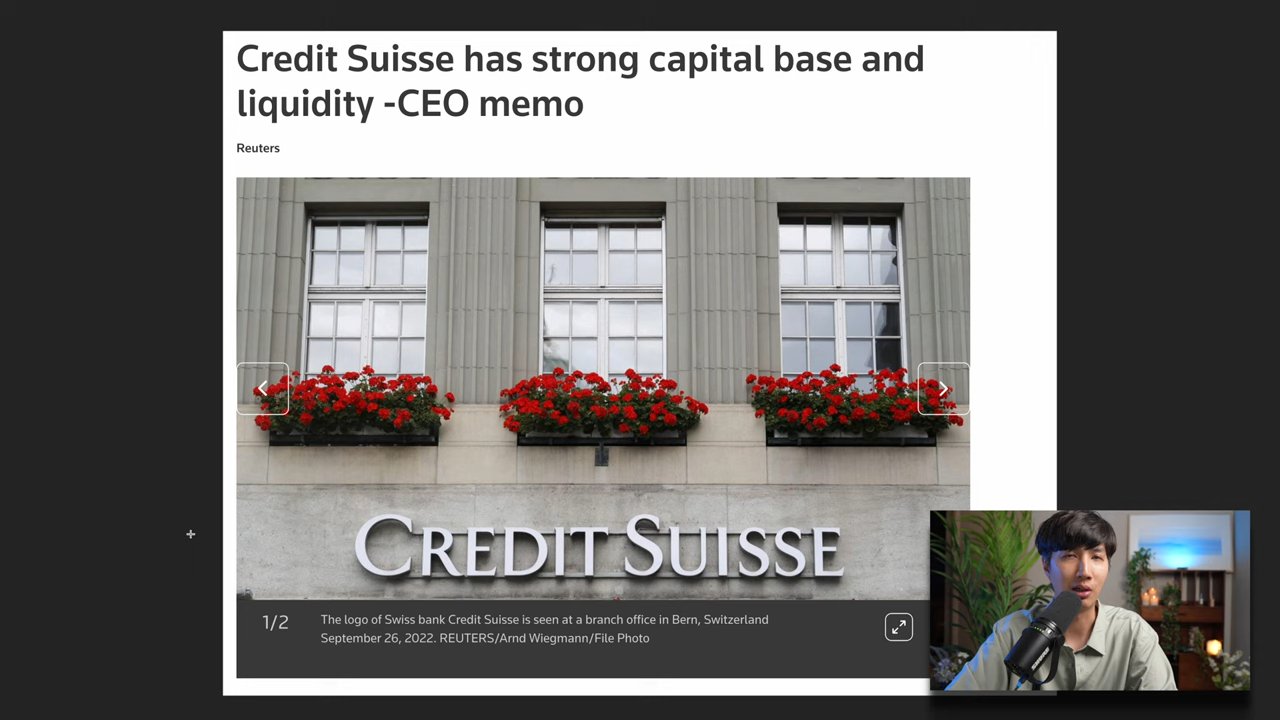 Credit Suisse has strong capital base and
liquidity -CEO memo
Reuters
CREDIT SUISSE
1/2
The logo of Swiss bank Credit Suisse is seen at a branch office in Bern, Switzerland
September 26, 2022. REUTERS/Arnd Wiegmann/File Photo